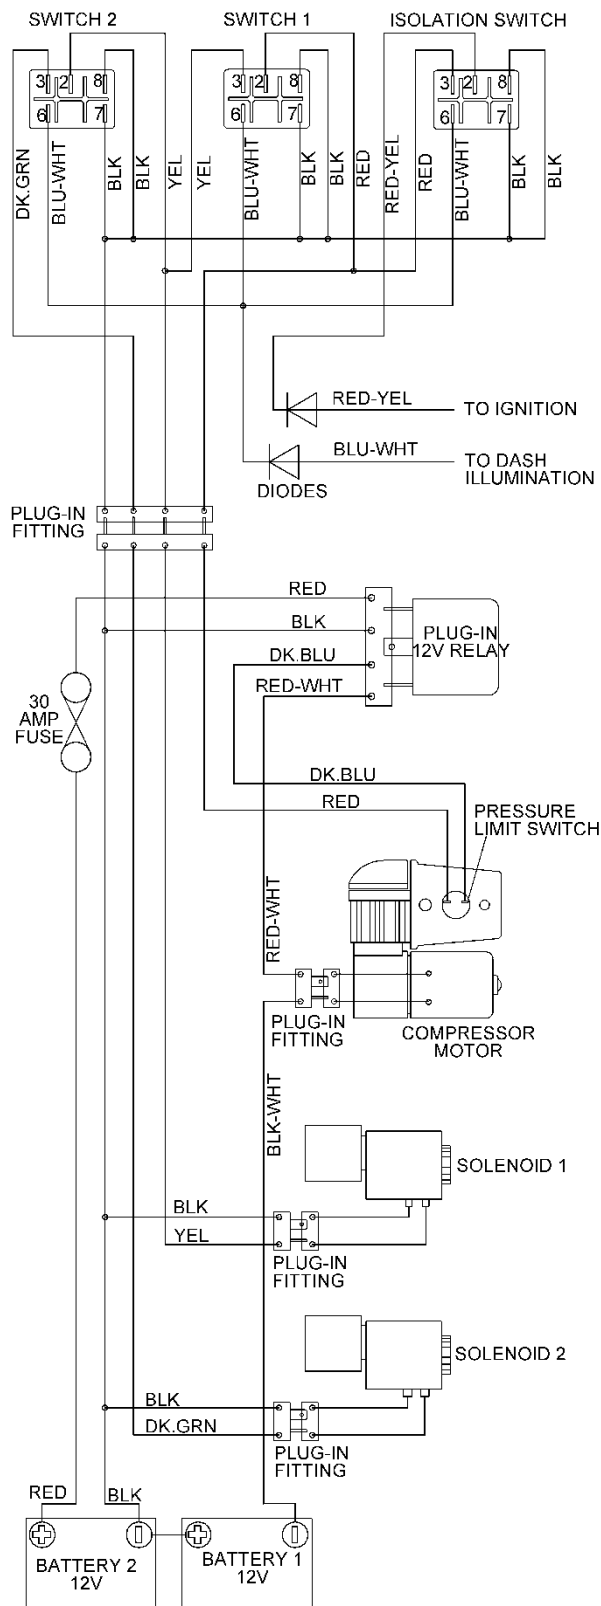 SWITCH 2
SWITCH 1
ISOLATION SWITCH
3 2 8
6 7
3 2 8
6 7
3 2 8
6 7
DK.GRN
BLU-WHT
BLK
BLK
YEL
YEL
BLU-WHT
BLK
BLK
RED
RED-YEL
RED
BLU-WHT
BLK
BLK
RED-YEL
TO IGNITION
BLU-WHT
TO DASH
ILLUMINATION
DIODES
PLUG-IN
FITTING
RED
BLK
PLUG-IN
12V RELAY
DK.BLU
RED-WHT
30
AMP
FUSE
DK.BLU
RED
PRESSURE
LIMIT SWITCH
RED-WHT
PLUG-IN
FITTING
COMPRESSOR
MOTOR
BLK-WHT
SOLENOID 1
BLK
YEL
PLUG-IN
FITTING
SOLENOID 2
BLK
DK.GRN
PLUG-IN
FITTING
RED
BLK
BATTERY 2
12V
BATTERY 1
12V